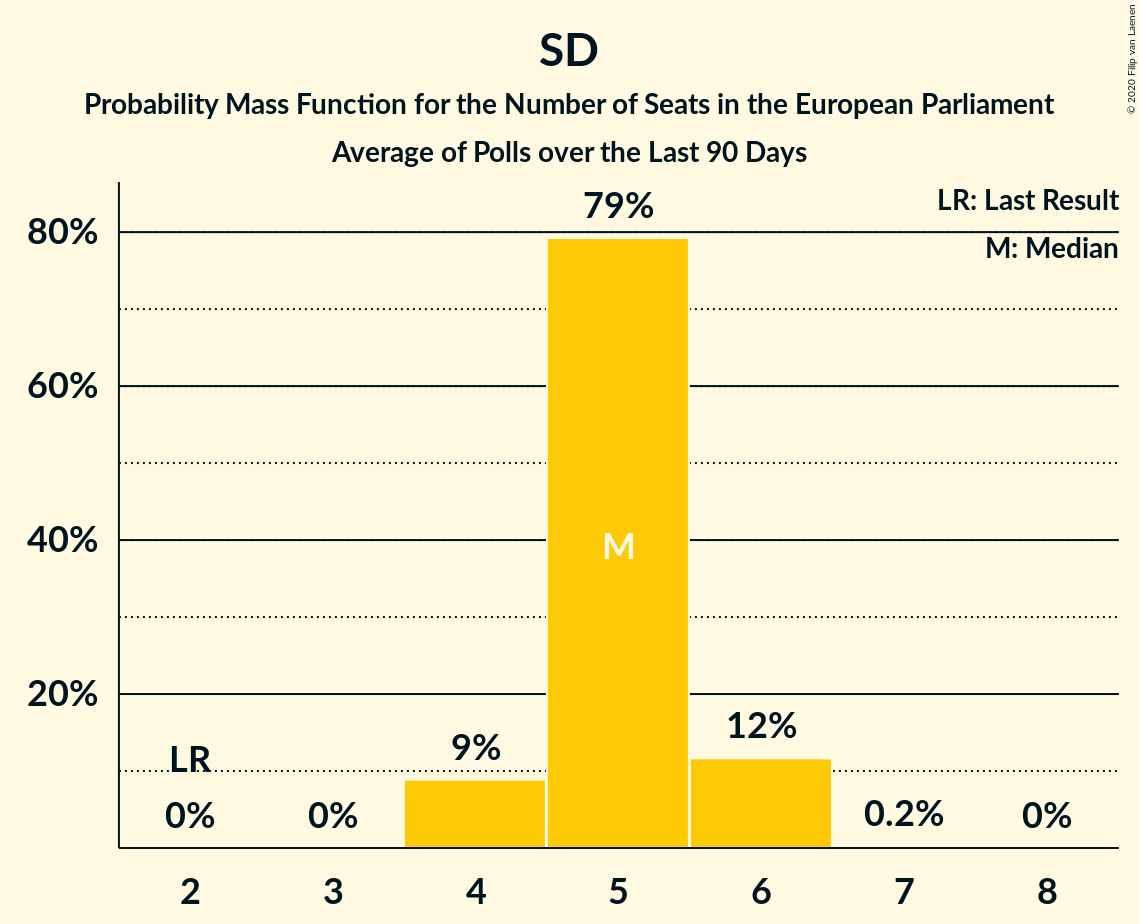 SD
Probability Mass Function for the Number of Seats in the European Parliament
Average of Polls over the Last 90 Days
© 2020 Filip van Laenen
LR: Last Result
M: Median
80%
60%
40%
20%
79%
M
12%
9%
LR
0%
0%
0.2%
0%
2 3 4 5 6 7 8